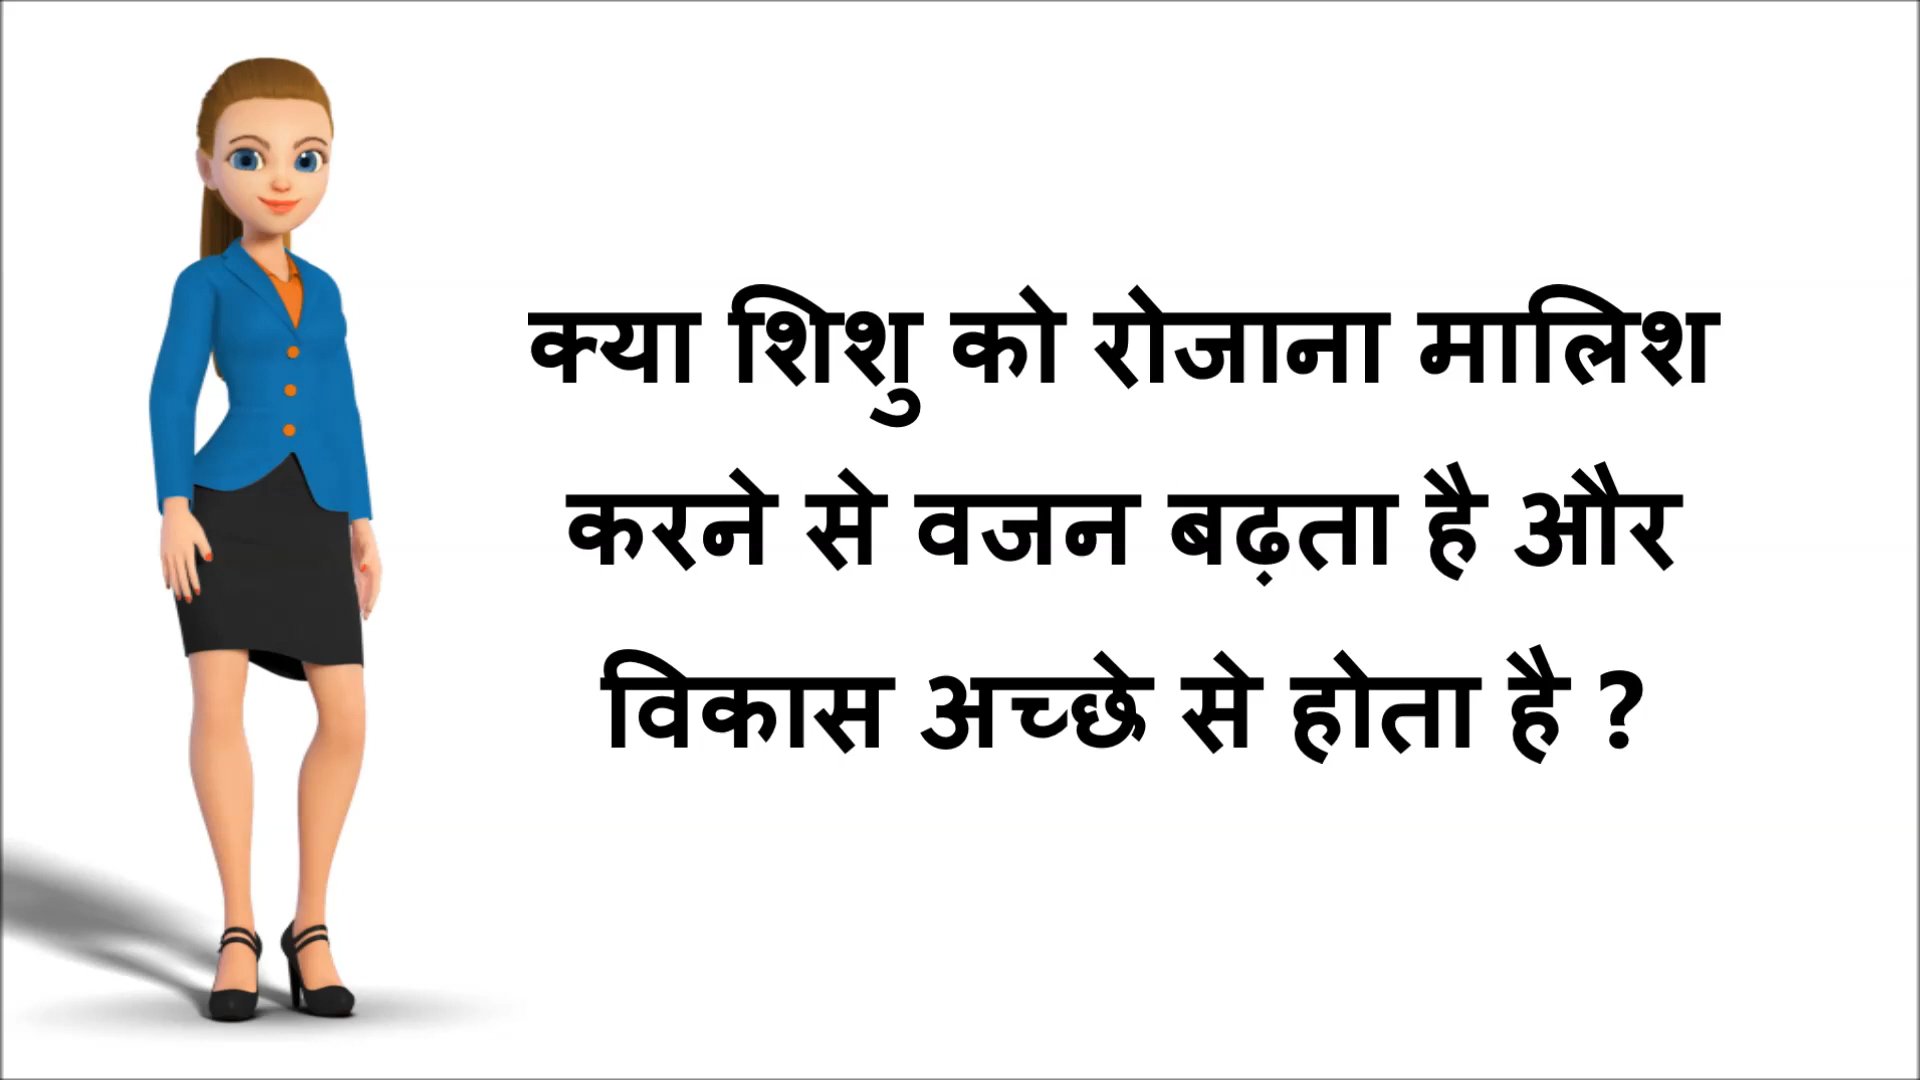 क्या शिशु को रोजाना मालिश
करने से वजन बढ़ता है और
विकास अच्छे से होता है ?